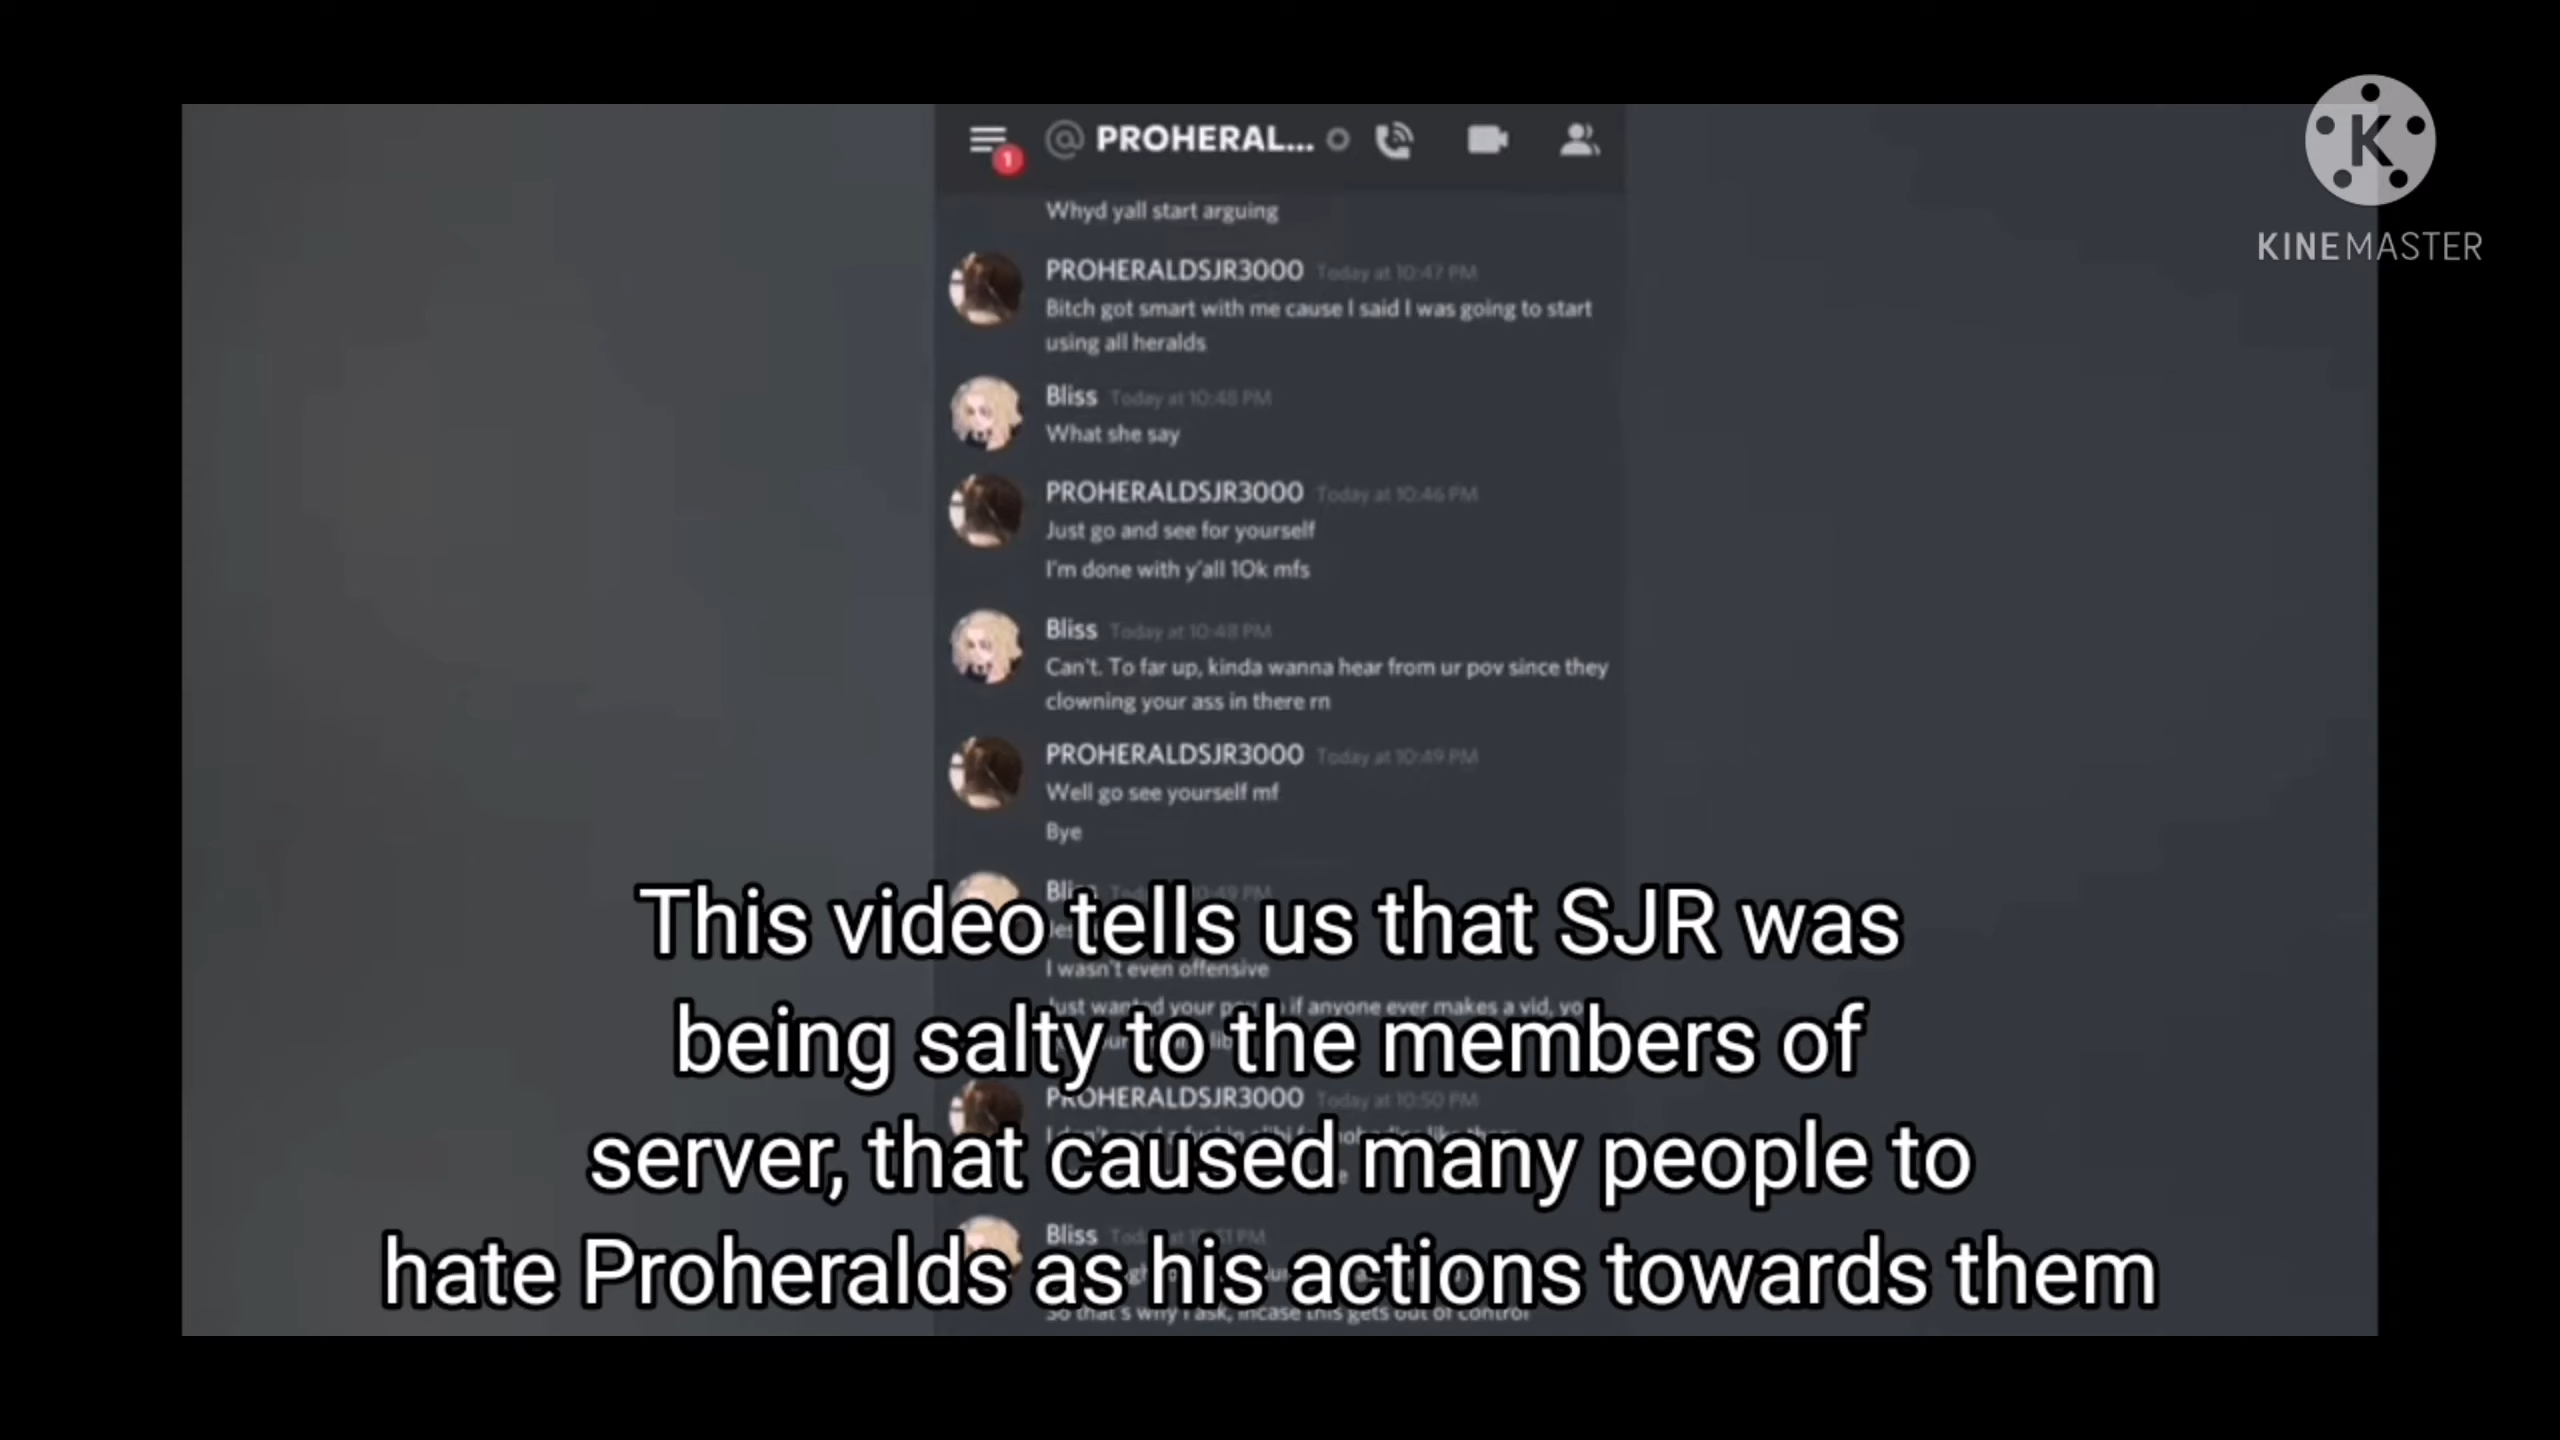 1
@ PROHERAL...
KINEMASTER
Whyd yall start arguing
PROHERALDSJR3000 Today at 10:47 PM
Bitch got smart with me cause I said I was going to start
using all heralds
Bliss Today at 10:48 PM
What she say
PROHERALDSJR3000 Today at 10:46 PM
Just go and see for yourself
I'm done with y'all 10k mfs
Bliss Today at 10:48 PM
Can't. To far up, kinda wanna hear from ur pov since they
clowning your ass in there rn
PROHERALDSJR3000 Today at 10:49 PM
Well go see yourself mf
Bye
This video tells us that SJR was
I wasn't even offensive
Just wanted your if anyone ever makes a vid,
being salty to the members of
PROHERALDSJR3000 Today at 10:50 PM
server, that caused many people to
Bliss
hate Proheralds as his actions towards them
So that's why I ask, incase this gets out of control